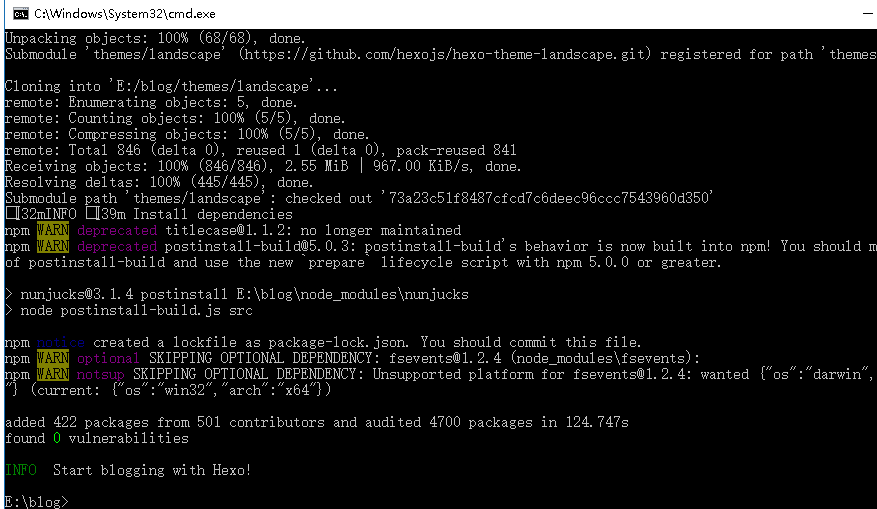 C:\Windows\System32\cmd.exe
Unpacking objects: 100% (68/68), done.
Submodule 'themes/landscape' (https://github.com/hexojs/hexo-theme-landscape.git) registered for path 'themes
Cloning into 'E:/blog/themes/landscape'...
remote: Enumerating objects: 5, done.
remote: Counting objects: 100% (5/5), done.
remote: Compressing objects: 100% (5/5), done.
remote: Total 846 (delta 0), reused 1 (delta 0), pack-reused 841
Receiving objects: 100% (846/846), 2.55 MiB | 967.00 KiB/s, done.
Resolving deltas: 100% (445/445), done.
Submodule path 'themes/landscape': checked out '73a23c51f8487cfcd7c6deec96ccc7543960d350'
[32mINFO [39m Install dependencies
npm WARN deprecated titlecase@1.1.2: no longer maintained
npm WARN deprecated postinstall-build@5.0.3: postinstall-build's behavior is now built into npm! You should m
of postinstall-build and use the new `prepare` lifecycle script with npm 5.0.0 or greater.
> nunjucks@3.1.4 postinstall E:\blog\node_modules\nunjucks
> node postinstall-build.js src
npm notice created a lockfile as package-lock.json. You should commit this file.
npm WARN optional SKIPPING OPTIONAL DEPENDENCY: fsevents@1.2.4 (node_modules\fsevents):
npm WARN notsup SKIPPING OPTIONAL DEPENDENCY: Unsupported platform for fsevents@1.2.4: wanted {"os":"darwin",
"} (current: {"os":"win32","arch":"x64"})
added 422 packages from 501 contributors and audited 4700 packages in 124.747s
found 0 vulnerabilities
INFO  Start blogging with Hexo!
E:\blog>